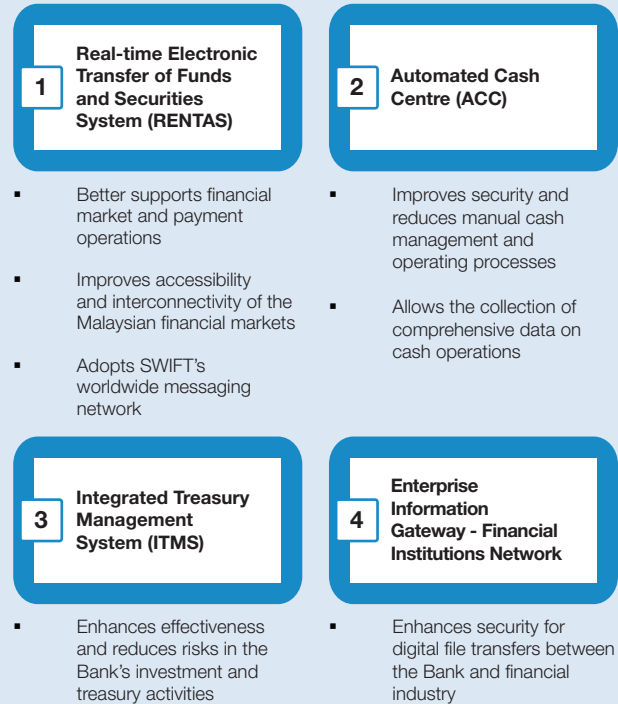 1
Real-time Electronic
Transfer of Funds
and Securities
System (RENTAS)
▪ Better supports financial
market and payment
operations
▪ Improves accessibility
and interconnectivity of the
Malaysian financial markets
▪ Adopts SWIFT’s
worldwide messaging
network
2
Automated Cash
Centre (ACC)
▪ Improves security and
reduces manual cash
management and
operating processes
▪ Allows the collection of
comprehensive data on
cash operations
3
Integrated Treasury
Management
System (ITMS)
▪ Enhances effectiveness
and reduces risks in the
Bank’s investment and
treasury activities
4
Enterprise
Information
Gateway - Financial
Institutions Network
▪ Enhances security for
digital file transfers between
the Bank and financial
industry